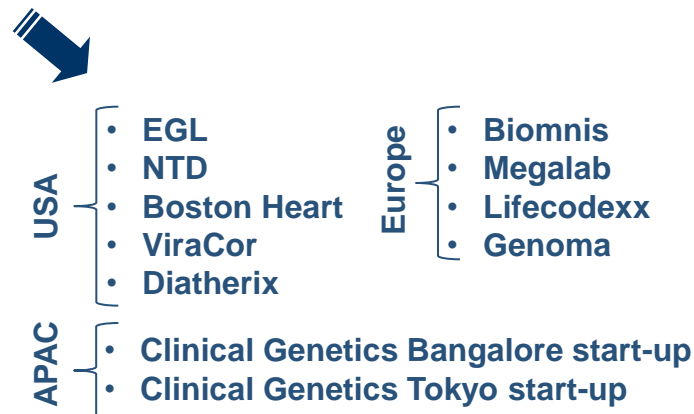 USA
• EGL
• NTD
• Boston Heart
• ViraCor
• Diatherix
Europe
• Biomnis
• Megalab
• Lifecodexx
• Genoma
APAC
• Clinical Genetics Bangalore start-up
• Clinical Genetics Tokyo start-up